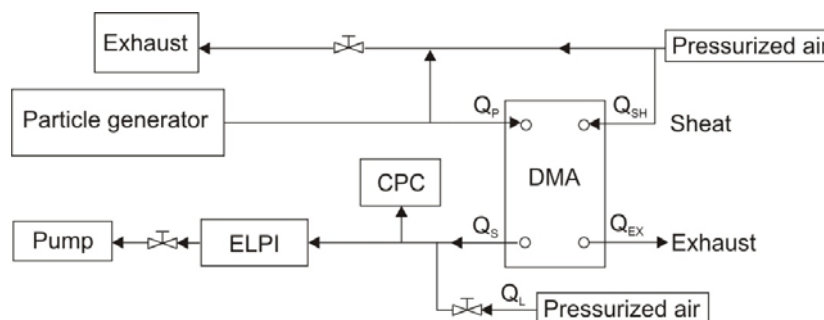 Exhaust
Pressurized air
Particle generator
Q_P
Q_SH
Sheat
DMA
CPC
Pump
ELPI
Q_S
Q_EX
Exhaust
Q_L
Pressurized air